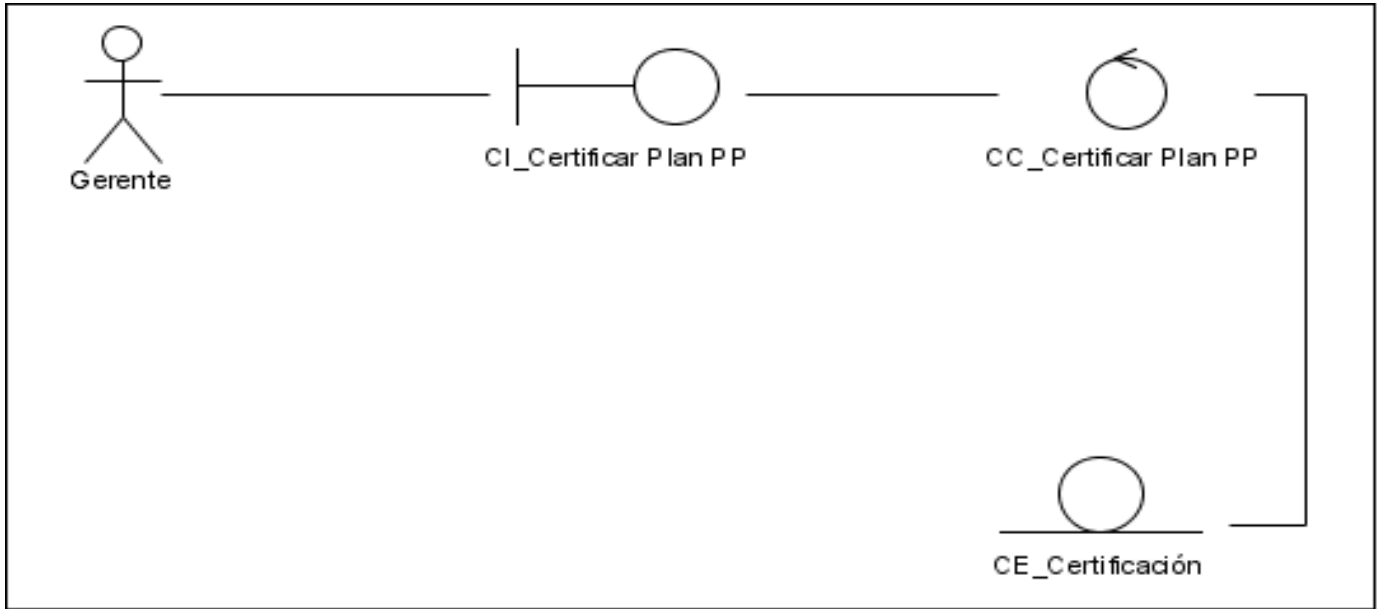 CI_Certificar Plan PP
CC_Certificar Plan PP
Gerente
CE_Certificación